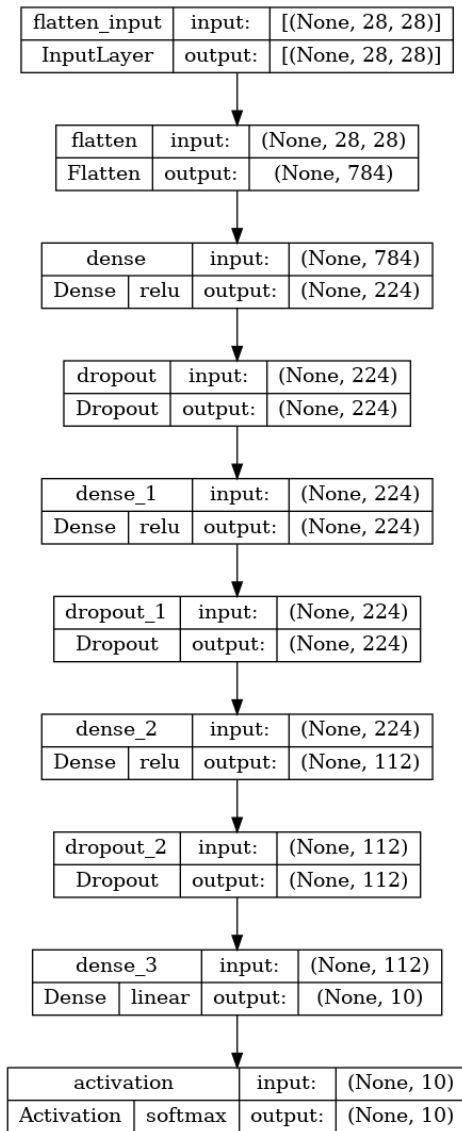 flatten_input input: [(None, 28, 28)]
InputLayer output: [(None, 28, 28)]
flatten input: (None, 28, 28)
Flatten output: (None, 784)
dense input: (None, 784)
Dense relu output: (None, 224)
dropout input: (None, 224)
Dropout output: (None, 224)
dense_1 input: (None, 224)
Dense relu output: (None, 224)
dropout_1 input: (None, 224)
Dropout output: (None, 224)
dense_2 input: (None, 224)
Dense relu output: (None, 112)
dropout_2 input: (None, 112)
Dropout output: (None, 112)
dense_3 input: (None, 112)
Dense linear output: (None, 10)
activation input: (None, 10)
Activation softmax output: (None, 10)